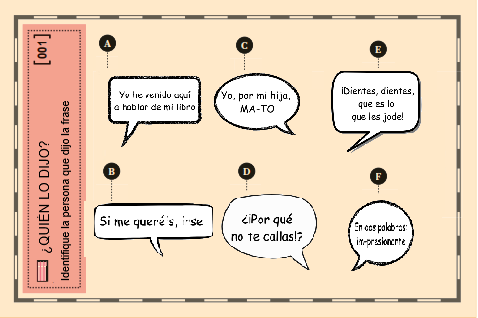 [001]
¿QUIÉN LO DIJO?
Identifique la persona que dijo la frase
A
Yo he venido aquí
a hablar de mi libro
C
Yo, por mi hija,
MA-TO
E
¡Dientes, dientes,
que es lo
que les jode!
B
Si me queréis, irse
D
¿¡Por qué
no te callas!?
F
En dos palabras:
im-presionante